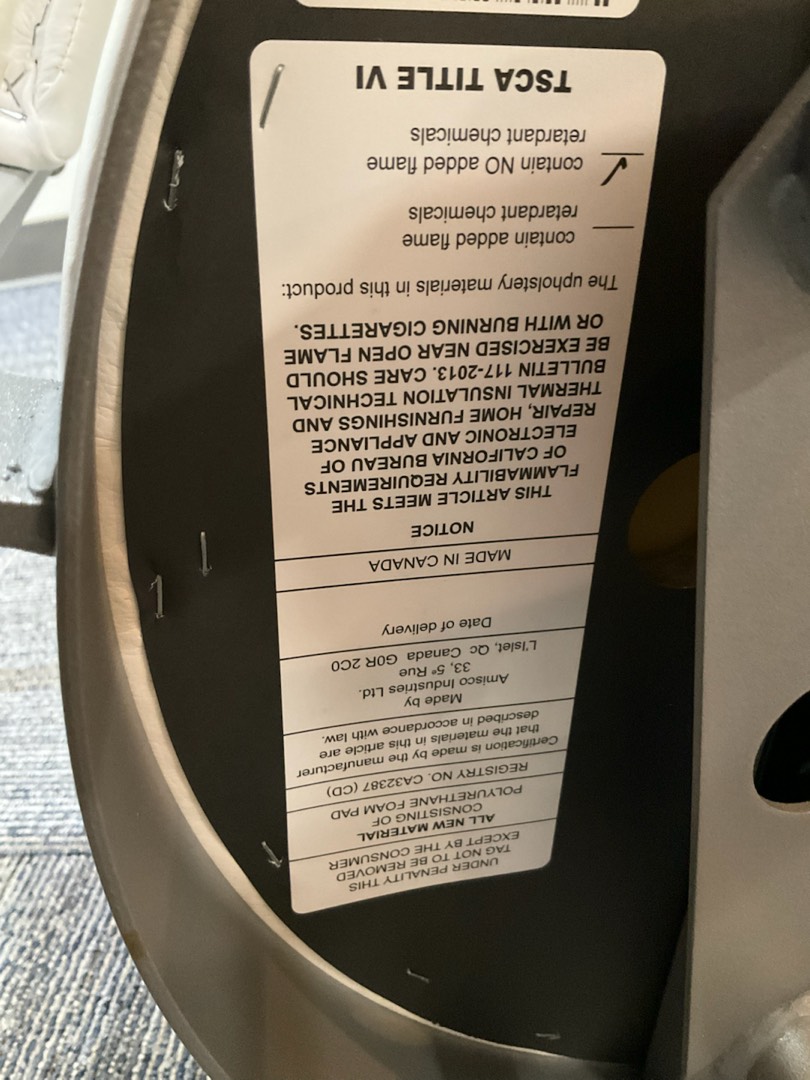 UNDER PENALITY THIS
TAG NOT TO BE REMOVED
EXCEPT BY THE CONSUMER
ALL NEW MATERIAL
CONSISTING OF
POLYURETHANE FOAM PAD
REGISTRY NO. CA32387 (CD)
Certification is made by the manufacturer
that the materials in this article are
described in accordance with law.
Made by
Amisco Industries Ltd.
33, 5e Rue
L'Islet, Qc Canada G0R 2C0
Date of delivery
MADE IN CANADA
NOTICE
THIS ARTICLE MEETS THE
FLAMMABILITY REQUIREMENTS
OF CALIFORNIA BUREAU OF
ELECTRONIC AND APPLIANCE
REPAIR, HOME FURNISHINGS AND
THERMAL INSULATION TECHNICAL
BULLETIN 117-2013. CARE SHOULD
BE EXERCISED NEAR OPEN FLAME
OR WITH BURNING CIGARETTES.
The upholstery materials in this product:
contain added flame
retardant chemicals
✓ contain NO added flame
retardant chemicals
TSCA TITLE VI